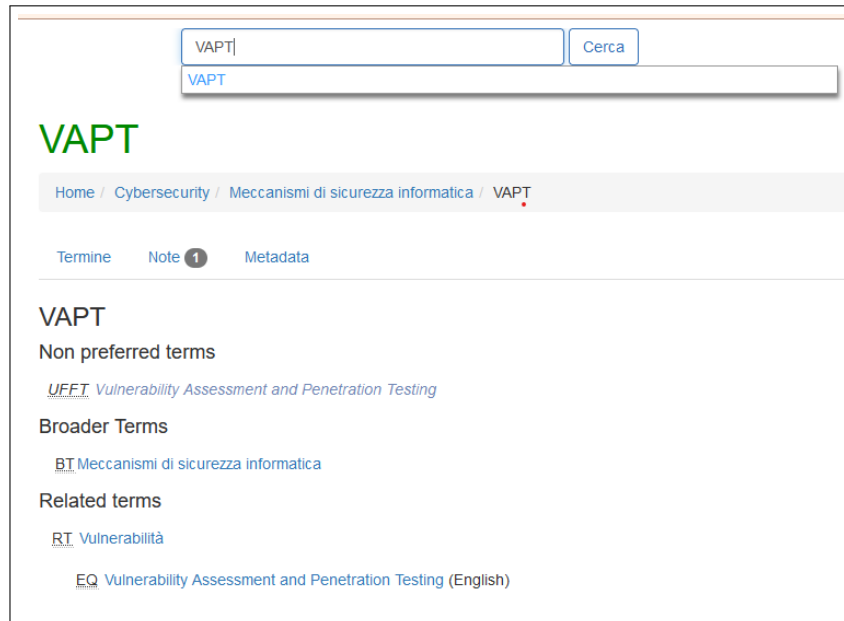 VAPT Cerca
VAPT
VAPT
Home / Cybersecurity / Meccanismi di sicurezza informatica / VAPT
Termine Note 1 Metadata
VAPT
Non preferred terms
UFFT Vulnerability Assessment and Penetration Testing
Broader Terms
BT Meccanismi di sicurezza informatica
Related terms
RT Vulnerabilità
EQ Vulnerability Assessment and Penetration Testing (English)